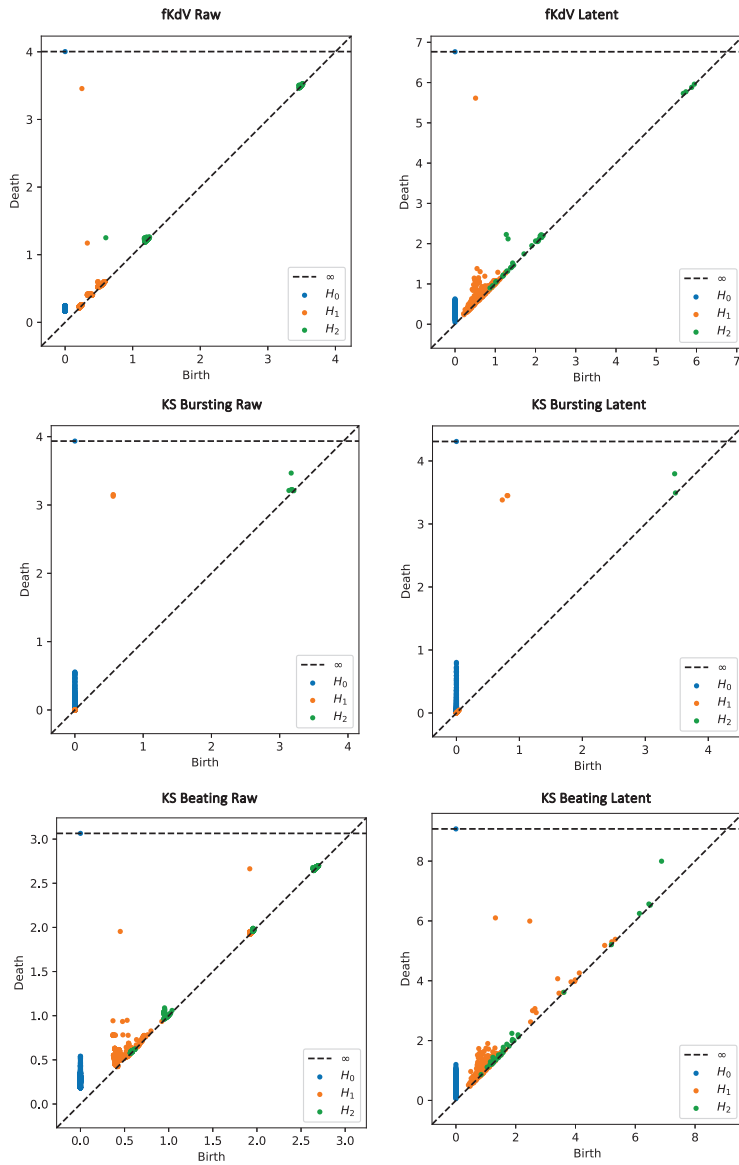 fKdV Raw
4
3
2
1
0
Death
0
1
2
3
4
Birth
∞
H₀
H₁
H₂
fKdV Latent
7
6
5
4
3
2
1
0
Death
0
1
2
3
4
5
6
7
Birth
∞
H₀
H₁
H₂
KS Bursting Raw
4
3
2
1
0
Death
0
1
2
3
4
Birth
∞
H₀
H₁
H₂
KS Bursting Latent
4
3
2
1
0
Death
0
1
2
3
4
Birth
∞
H₀
H₁
H₂
KS Beating Raw
3.0
2.5
2.0
1.5
1.0
0.5
0.0
Death
0.0
0.5
1.0
1.5
2.0
2.5
3.0
Birth
∞
H₀
H₁
H₂
KS Beating Latent
8
6
4
2
0
Death
0
2
4
6
8
Birth
∞
H₀
H₁
H₂